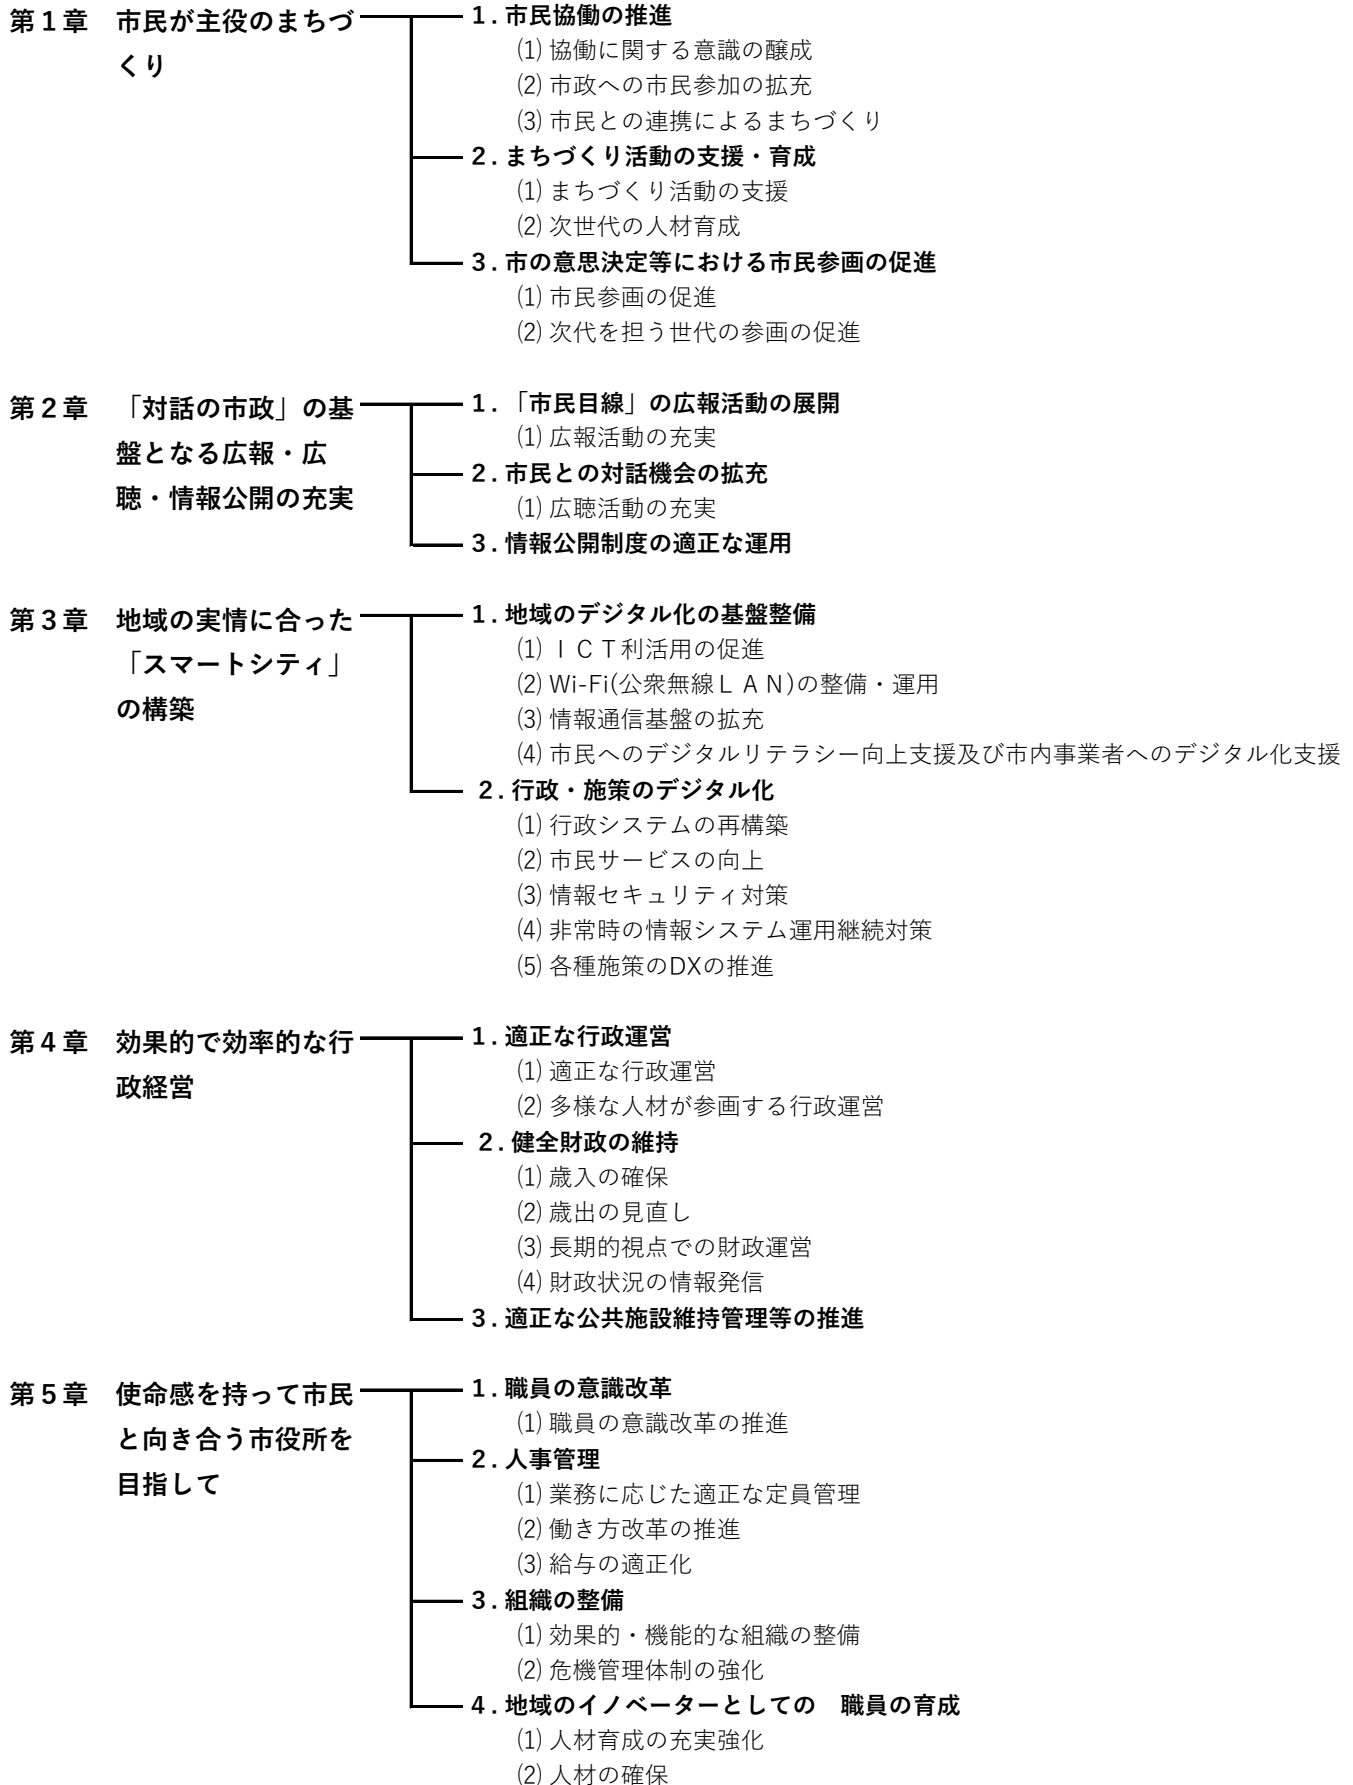 第１章　市民が主役のまちづ
くり
１. 市民協働の推進
(1) 協働に関する意識の醸成
(2) 市政への市民参加の拡充
(3) 市民との連携によるまちづくり
２. まちづくり活動の支援・育成
(1) まちづくり活動の支援
(2) 次世代の人材育成
３. 市の意思決定等における市民参画の促進
(1) 市民参画の促進
(2) 次代を担う世代の参画の促進
第２章　「対話の市政」の基
盤となる広報・広
聴・情報公開の充実
１. 「市民目線」の広報活動の展開
(1) 広報活動の充実
２. 市民との対話機会の拡充
(1) 広聴活動の充実
３. 情報公開制度の適正な運用
第３章　地域の実情に合った
「スマートシティ」
の構築
１. 地域のデジタル化の基盤整備
(1) ＩＣＴ利活用の促進
(2) Wi-Fi(公衆無線ＬＡＮ)の整備・運用
(3) 情報通信基盤の拡充
(4) 市民へのデジタルリテラシー向上支援及び市内事業者へのデジタル化支援
２. 行政・施策のデジタル化
(1) 行政システムの再構築
(2) 市民サービスの向上
(3) 情報セキュリティ対策
(4) 非常時の情報システム運用継続対策
(5) 各種施策のDXの推進
第４章　効果的で効率的な行
政経営
１. 適正な行政運営
(1) 適正な行政運営
(2) 多様な人材が参画する行政運営
２. 健全財政の維持
(1) 歳入の確保
(2) 歳出の見直し
(3) 長期的視点での財政運営
(4) 財政状況の情報発信
３. 適正な公共施設維持管理等の推進
第５章　使命感を持って市民
と向き合う市役所を
目指して
１. 職員の意識改革
(1) 職員の意識改革の推進
２. 人事管理
(1) 業務に応じた適正な定員管理
(2) 働き方改革の推進
(3) 給与の適正化
３. 組織の整備
(1) 効果的・機能的な組織の整備
(2) 危機管理体制の強化
４. 地域のイノベーターとしての　職員の育成
(1) 人材育成の充実強化
(2) 人材の確保